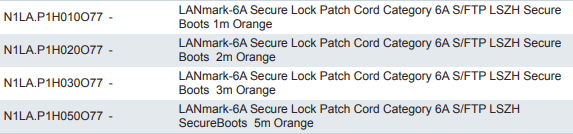 N1LA.P1H010O77 - LANmark-6A Secure Lock Patch Cord Category 6A S/FTP LSZH Secure
Boots 1m Orange
N1LA.P1H020O77 - LANmark-6A Secure Lock Patch Cord Category 6A S/FTP LSZH Secure
Boots 2m Orange
N1LA.P1H030O77 - LANmark-6A Secure Lock Patch Cord Category 6A S/FTP LSZH Secure
Boots 3m Orange
N1LA.P1H050O77 - LANmark-6A Secure Lock Patch Cord Category 6A S/FTP LSZH
SecureBoots 5m Orange